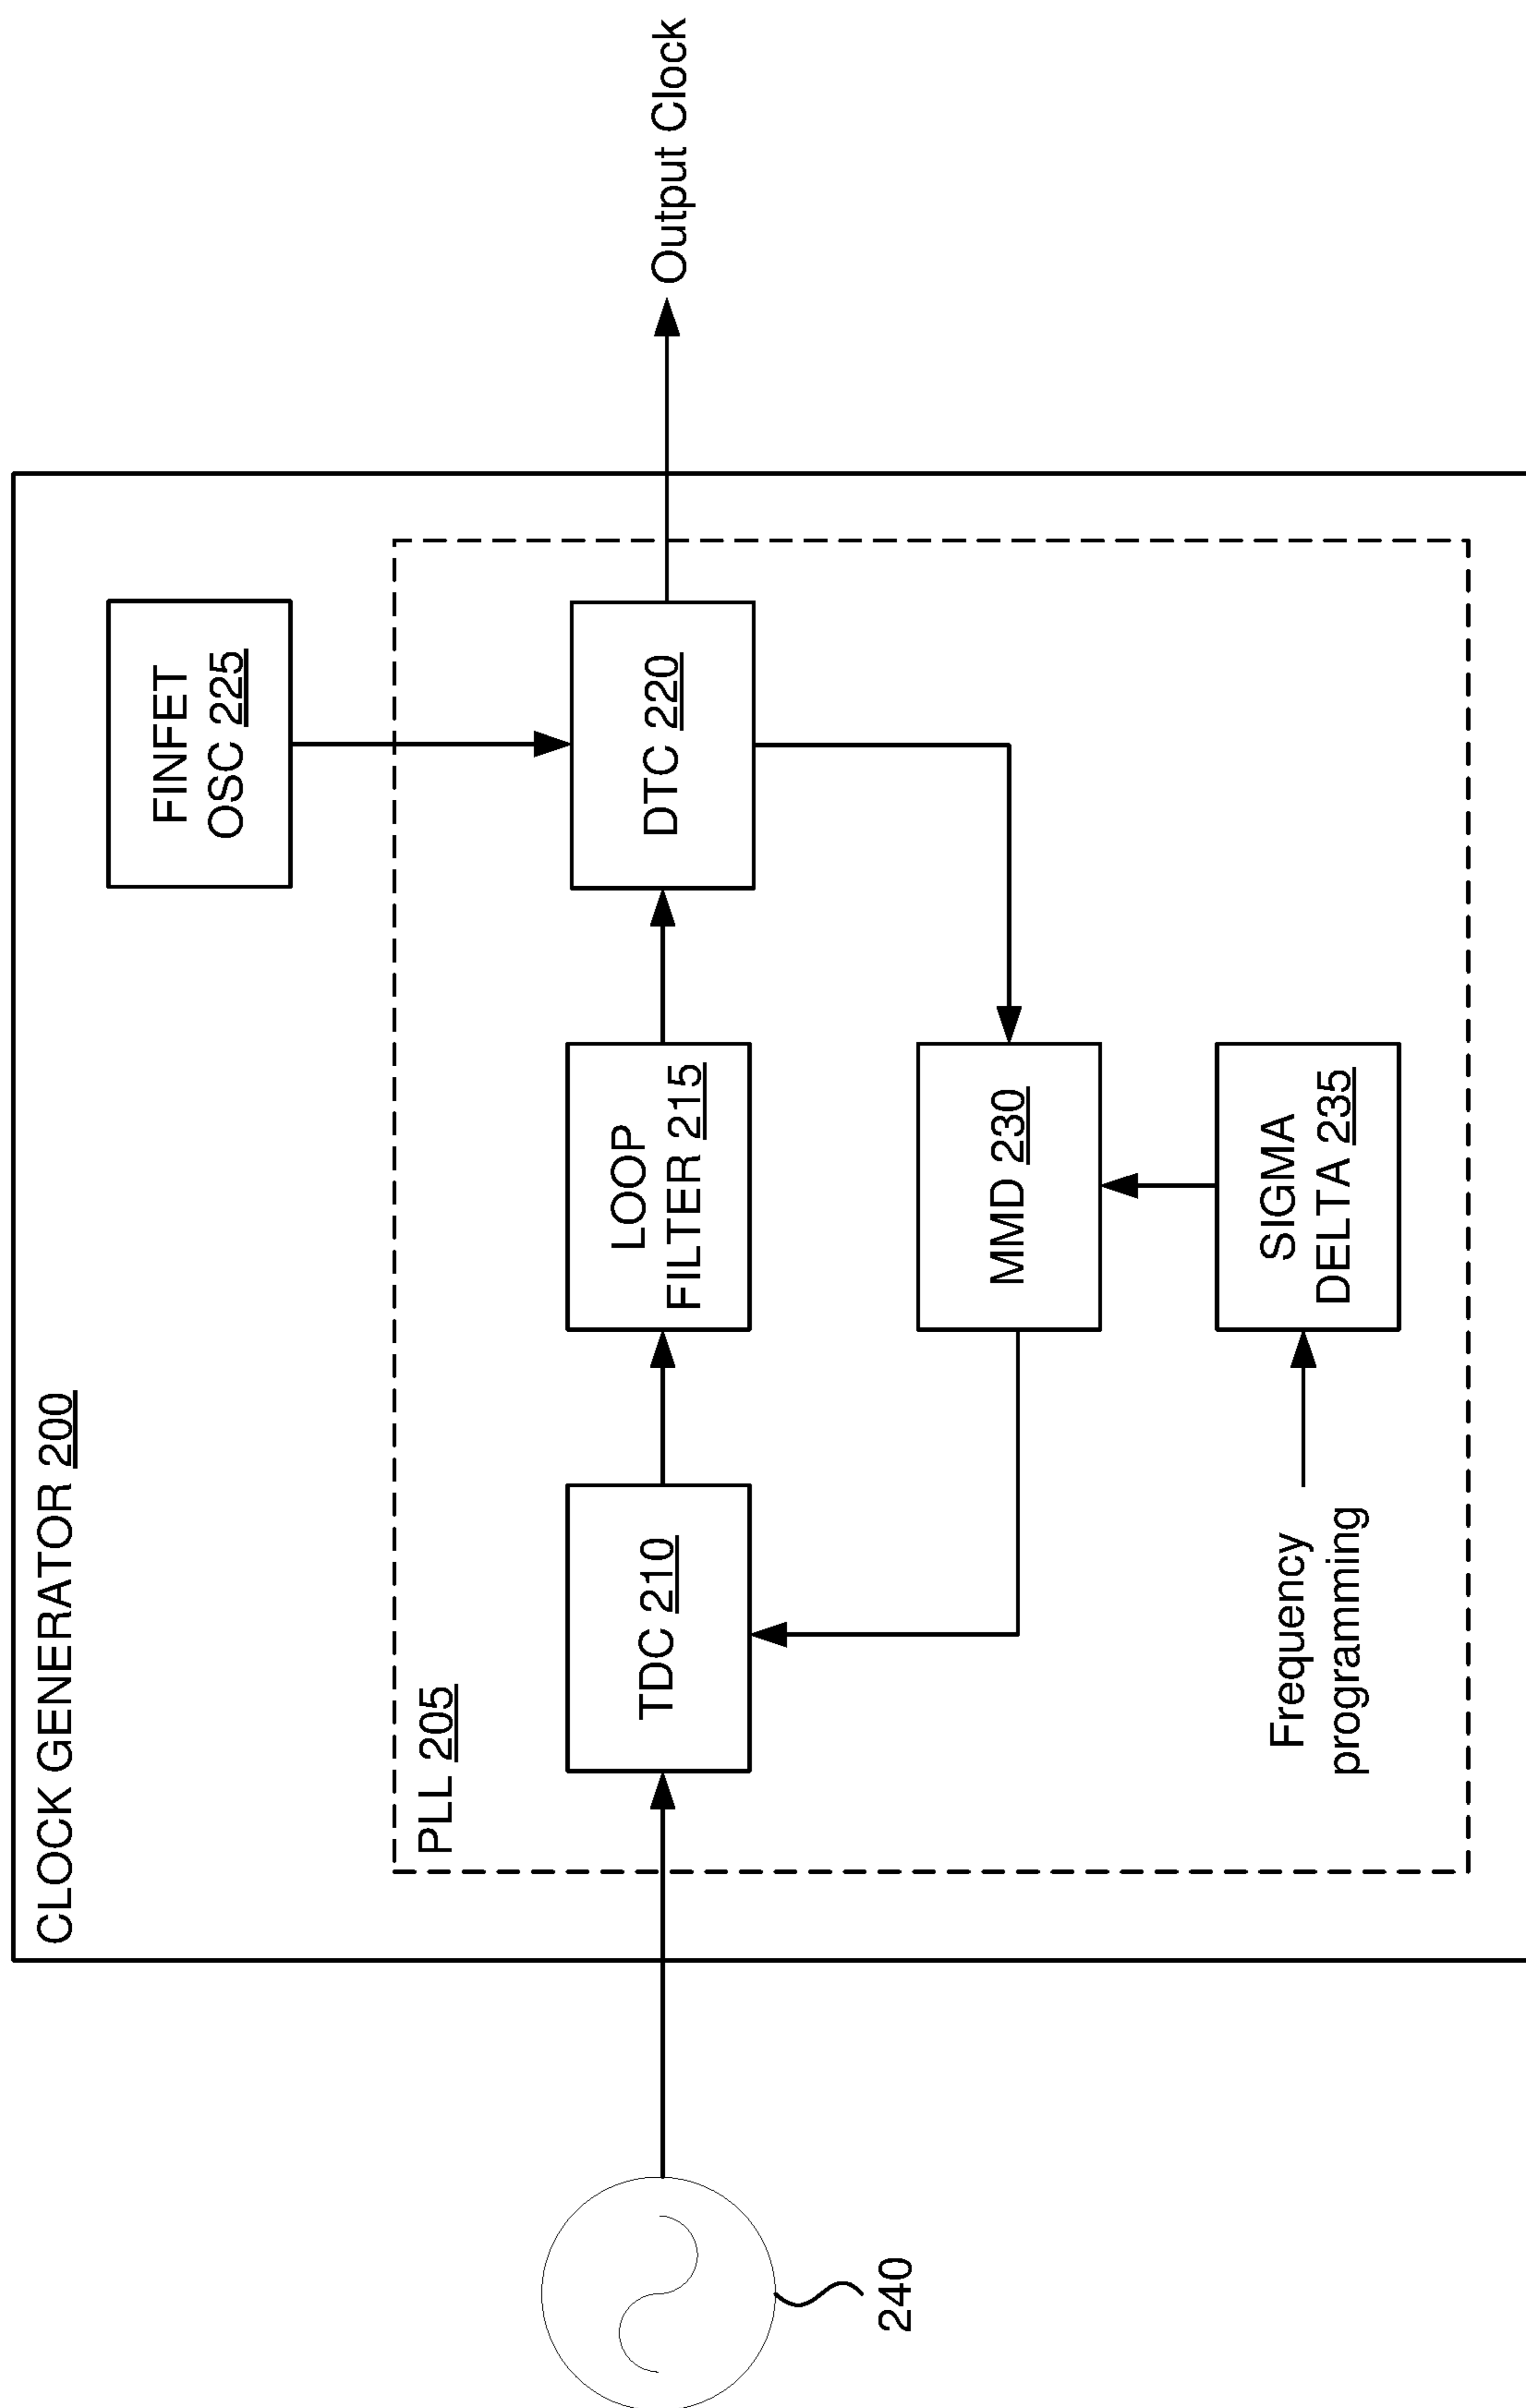 CLOCK GENERATOR 200
FINFET
OSC 225
PLL 205
TDC 210
LOOP
FILTER 215
DTC 220
Output Clock
240
MMD 230
SIGMA
DELTA 235
Frequency
programming